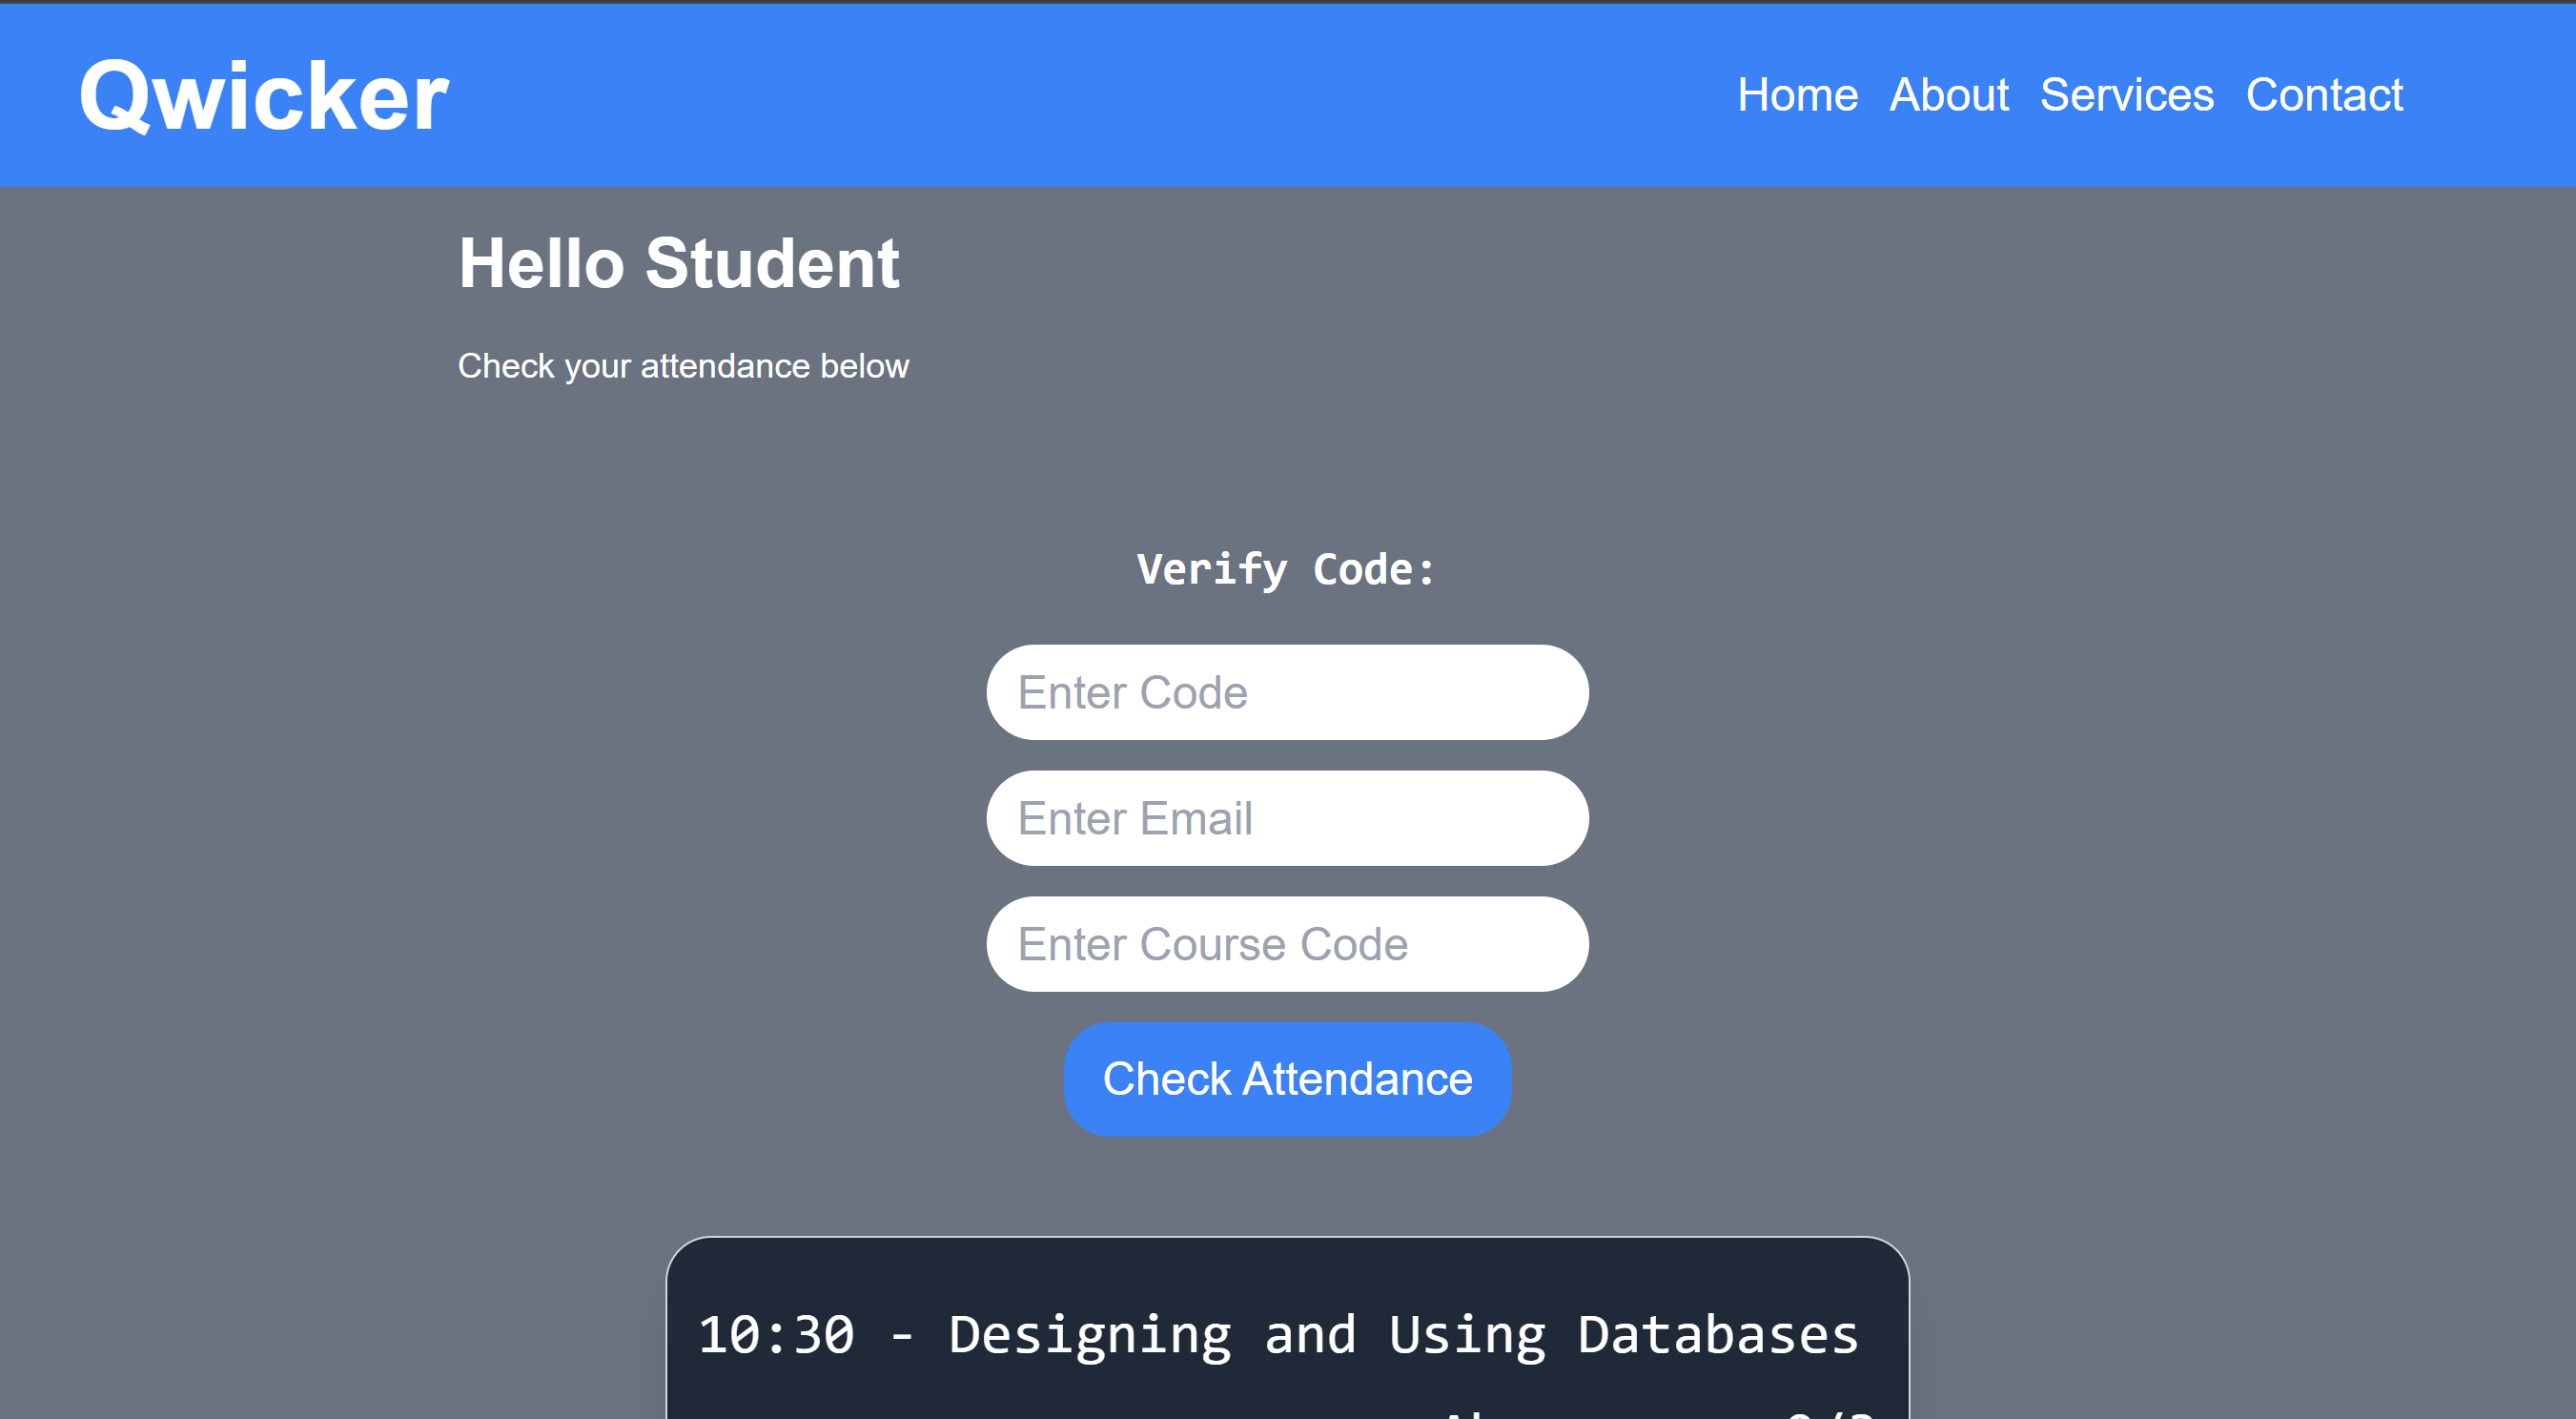 Qwicker
Home About Services Contact
Hello Student
Check your attendance below
Verify Code:
Enter Code
Enter Email
Enter Course Code
Check Attendance
10:30 - Designing and Using Databases